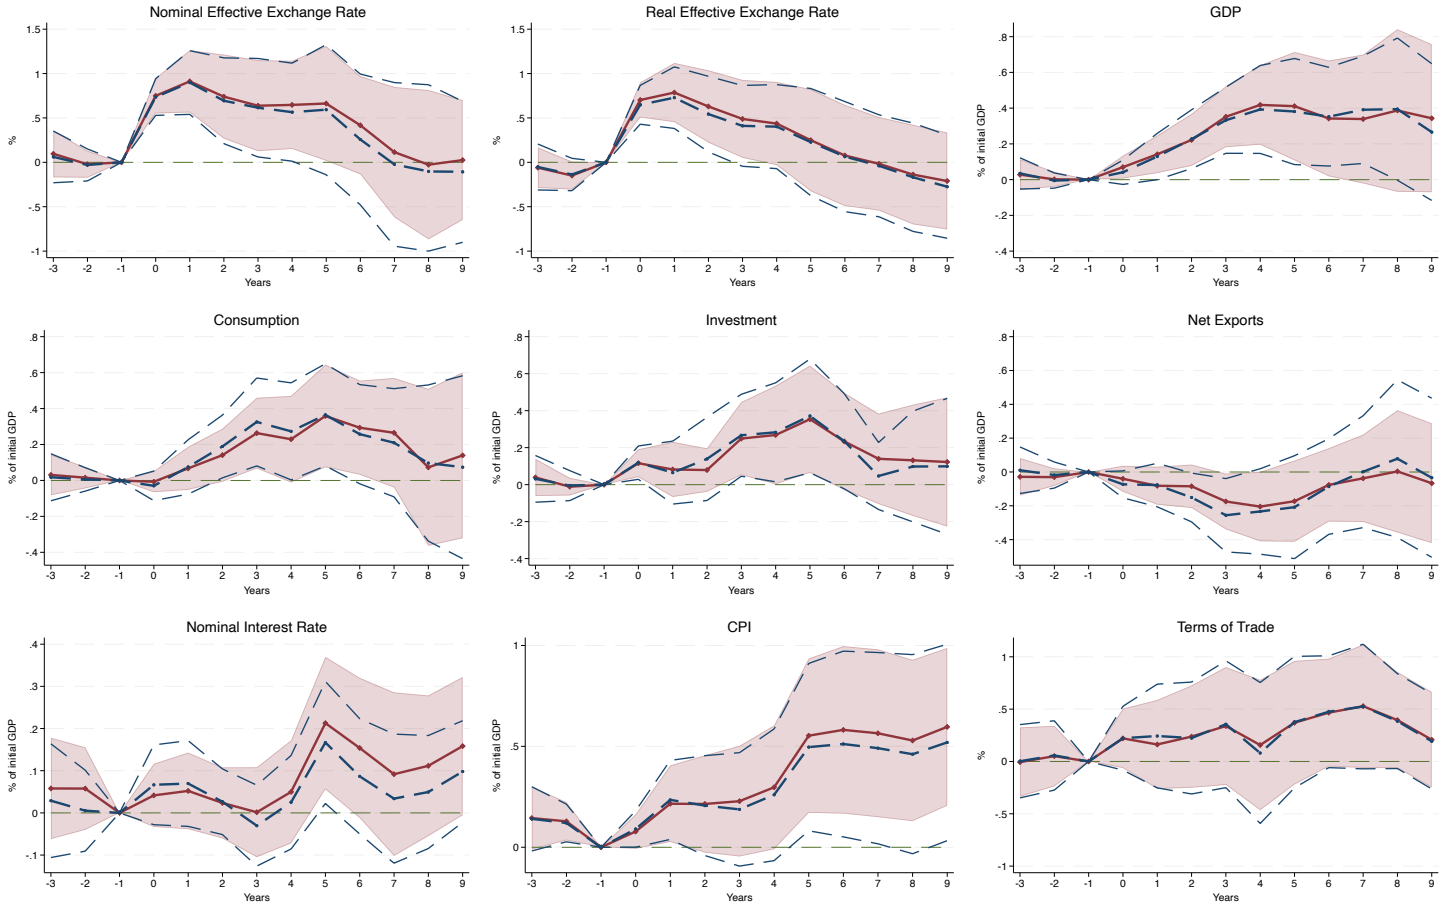 Nominal Effective Exchange Rate
1.5
1
.5
0
-.5
-1
%
-3 -2 -1 0 1 2 3 4 5 6 7 8 9
Years
Real Effective Exchange Rate
1.5
1
.5
0
-.5
-1
%
-3 -2 -1 0 1 2 3 4 5 6 7 8 9
Years
GDP
.8
.6
.4
.2
0
-.2
-.4
% of initial GDP
-3 -2 -1 0 1 2 3 4 5 6 7 8 9
Years
Consumption
.8
.6
.4
.2
0
-.2
-.4
% of initial GDP
-3 -2 -1 0 1 2 3 4 5 6 7 8 9
Years
Investment
.8
.6
.4
.2
0
-.2
-.4
% of initial GDP
-3 -2 -1 0 1 2 3 4 5 6 7 8 9
Years
Net Exports
.8
.6
.4
.2
0
-.2
-.4
% of initial GDP
-3 -2 -1 0 1 2 3 4 5 6 7 8 9
Years
Nominal Interest Rate
.4
.3
.2
.1
0
-.1
% of initial GDP
-3 -2 -1 0 1 2 3 4 5 6 7 8 9
Years
CPI
1
.5
0
% of initial GDP
-3 -2 -1 0 1 2 3 4 5 6 7 8 9
Years
Terms of Trade
1
.5
0
-.5
-1
%
-3 -2 -1 0 1 2 3 4 5 6 7 8 9
Years